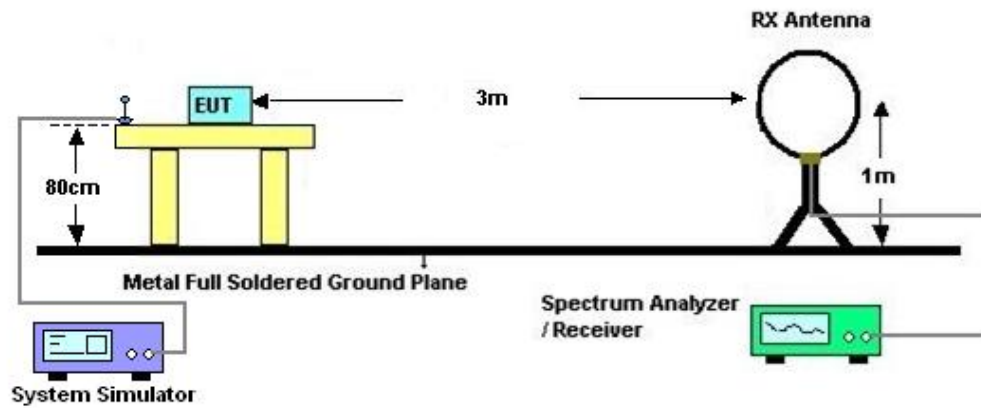 RX Antenna
EUT
3m
80cm
1m
Metal Full Soldered Ground Plane
Spectrum Analyzer
/ Receiver
System Simulator